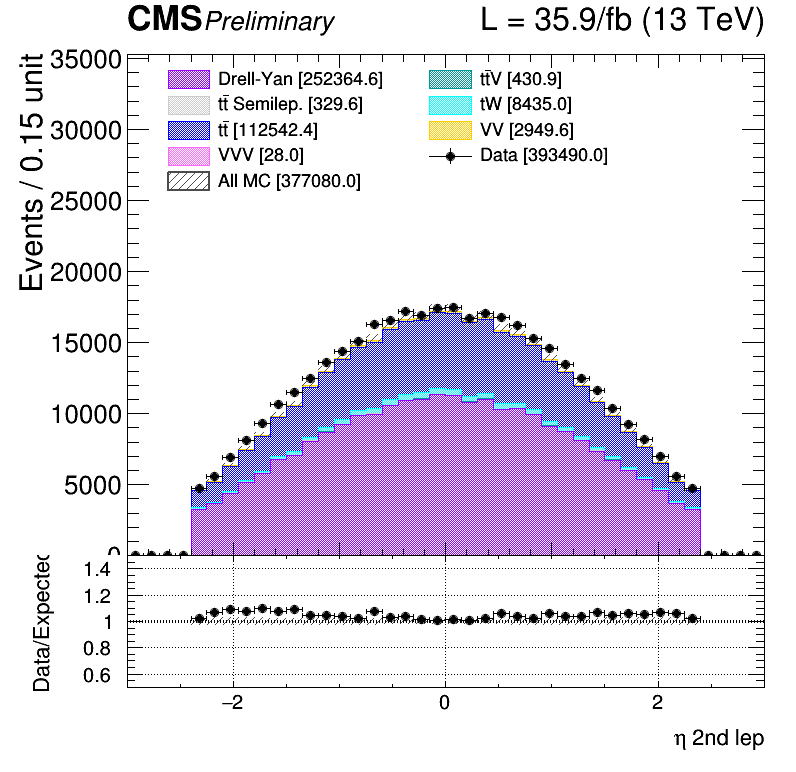 CMS Preliminary L = 35.9/fb (13 TeV)
Events / 0.15 unit
35000
30000
25000
20000
15000
10000
5000
0
Drell-Yan [252364.6]
tt̄ Semilep. [329.6]
tt̄ [112542.4]
VVV [28.0]
All MC [377080.0]
tt̄V [430.9]
tW [8435.0]
VV [2949.6]
Data [393490.0]
Data/Expected
1.4
1.2
1
0.8
0.6
−2 0 2
η 2nd lep